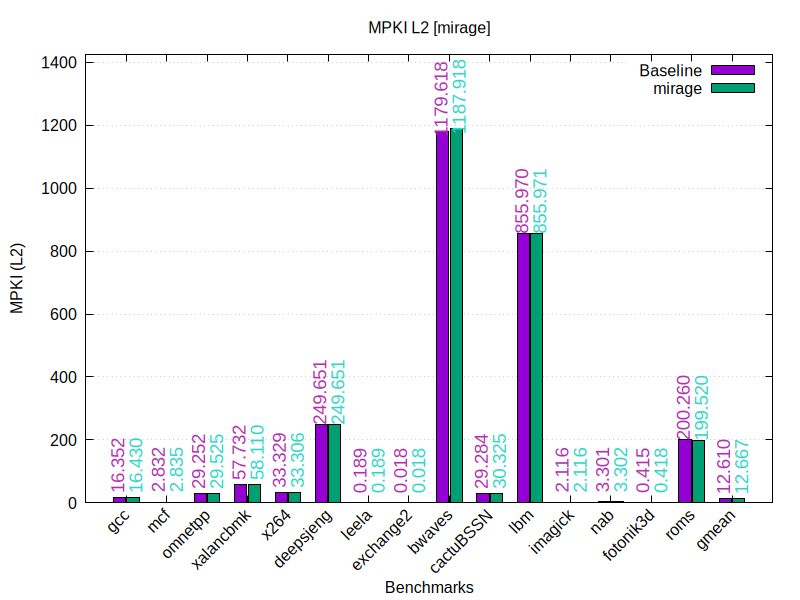 MPKI L2 [mirage]
Baseline
mirage
MPKI (L2)
1400
1200
1000
800
600
400
200
0
16.352
16.430
2.832
2.835
29.252
29.525
57.732
58.110
33.329
33.306
249.651
249.651
0.189
0.189
0.018
0.018
1179.618
1187.918
29.284
30.325
855.970
855.971
2.116
2.116
3.301
3.302
0.415
0.418
200.260
199.520
12.610
12.667
gcc
mcf
omnetpp
xalancbmk
x264
deepsjeng
leela
exchange2
bwaves
cactuBSSN
lbm
imagick
nab
fotonik3d
roms
gmean
Benchmarks